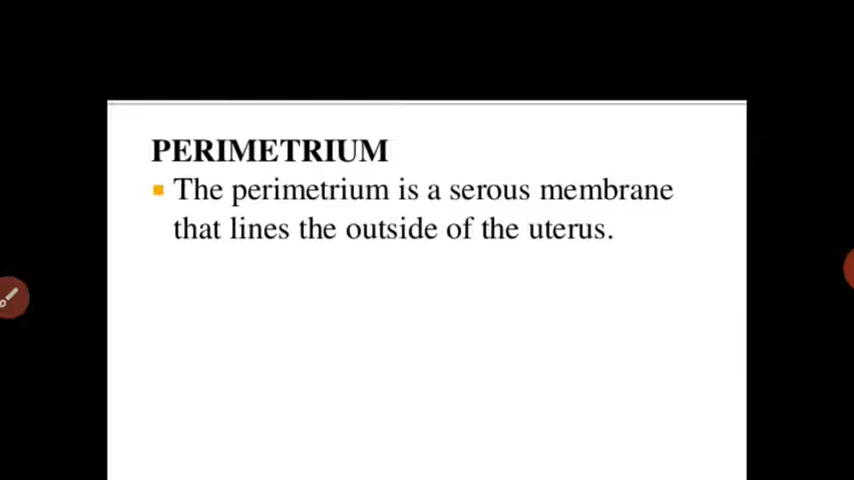 PERIMETRIUM
The perimetrium is a serous membrane
that lines the outside of the uterus.